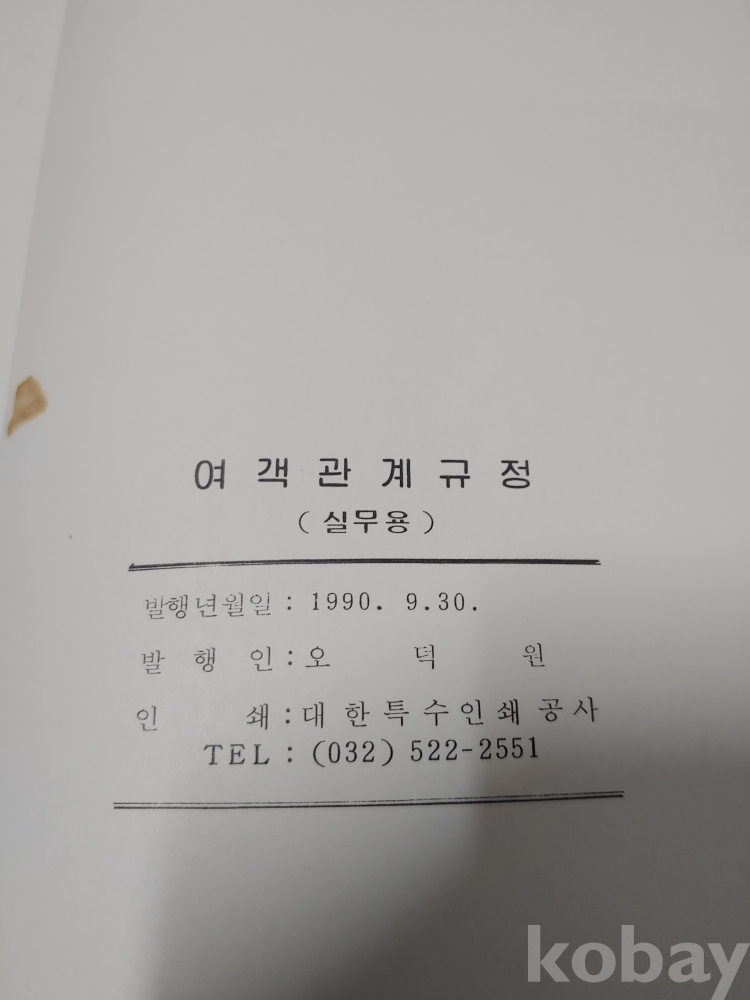 여객관계규정
(실무용)
발행년월일 : 1990. 9.30.
발 행 인 : 오 덕 원
인 쇄 : 대한특수인쇄공사
TEL : (032) 522-2551
kobay